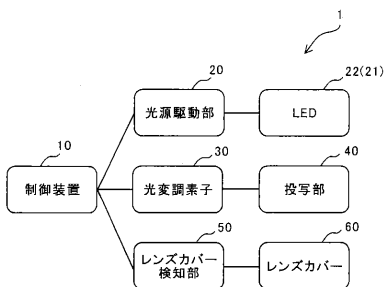 1
20
22(21)
光源駆動部
LED
10
30
40
制御装置
光変調素子
投写部
50
60
レンズカバー
検知部
レンズカバー